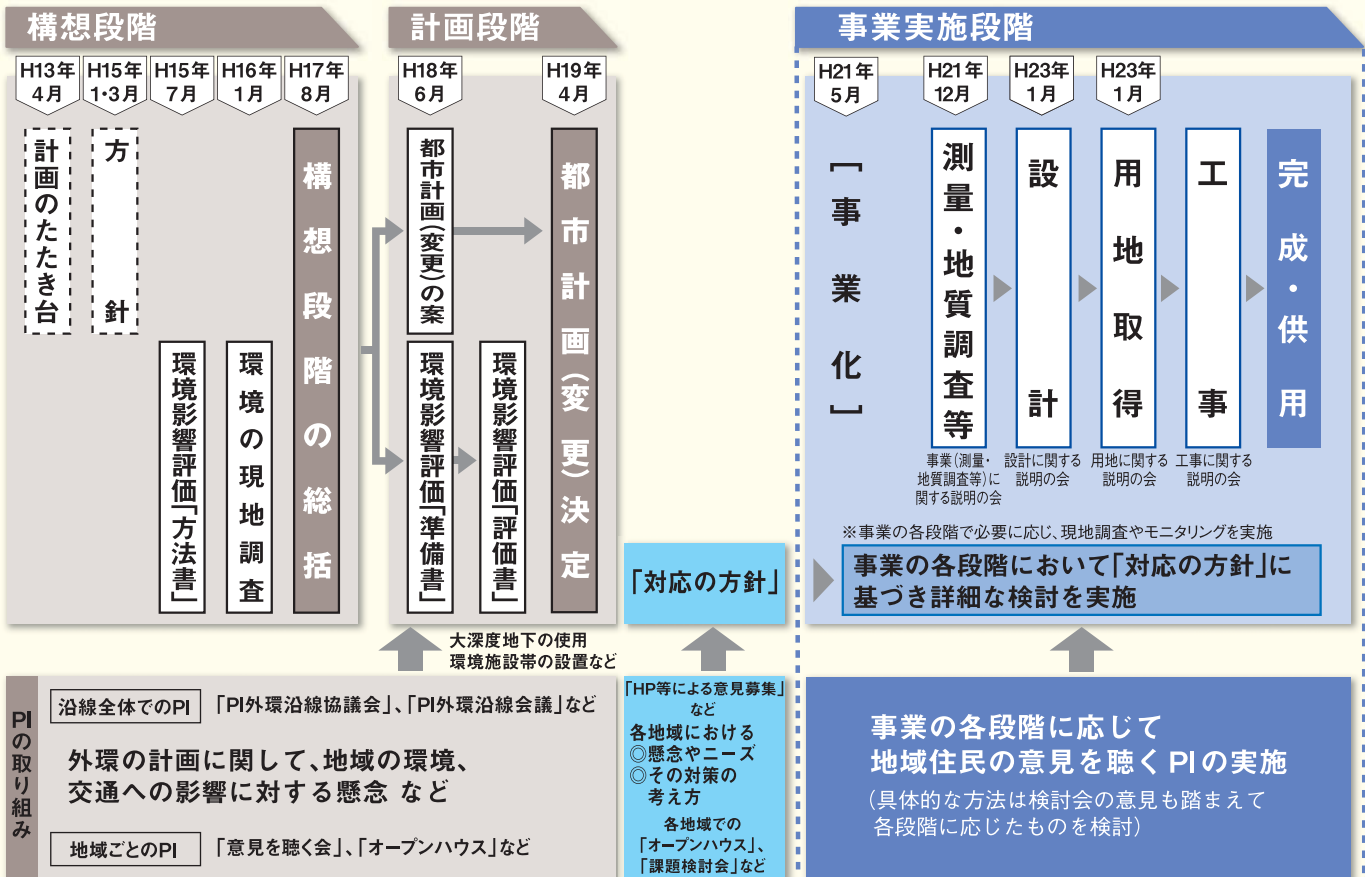 構想段階
H13年
4月
H15年
1・3月
H15年
7月
H16年
1月
H17年
8月
計画のたたき台
方針
環境影響評価「方法書」
環境の現地調査
構想段階の総括
計画段階
H18年
6月
H19年
4月
都市計画(変更)の案
環境影響評価「準備書」
環境影響評価「評価書」
都市計画(変更)決定
大深度地下の使用
環境施設帯の設置など
「対応の方針」
事業実施段階
H21年
5月
H21年
12月
H23年
1月
H23年
1月
[事業化]
測量・地質調査等
設計
用地取得
工事
完成・供用
事業(測量・
地質調査等)に
関する説明の会
設計に関する
説明の会
用地に関する
説明の会
工事に関する
説明の会
※事業の各段階で必要に応じ、現地調査やモニタリングを実施
事業の各段階において「対応の方針」に
基づき詳細な検討を実施
PIの取り組み
沿線全体でのPI 「PI外環沿線協議会」、「PI外環沿線会議」など
外環の計画に関して、地域の環境、
交通への影響に対する懸念 など
地域ごとのPI 「意見を聴く会」、「オープンハウス」など
「HP等による意見募集」
など
各地域における
◎懸念やニーズ
◎その対策の
考え方
各地域での
「オープンハウス」、
「課題検討会」など
事業の各段階に応じて
地域住民の意見を聴くPIの実施
(具体的な方法は検討会の意見も踏まえて
各段階に応じたものを検討)